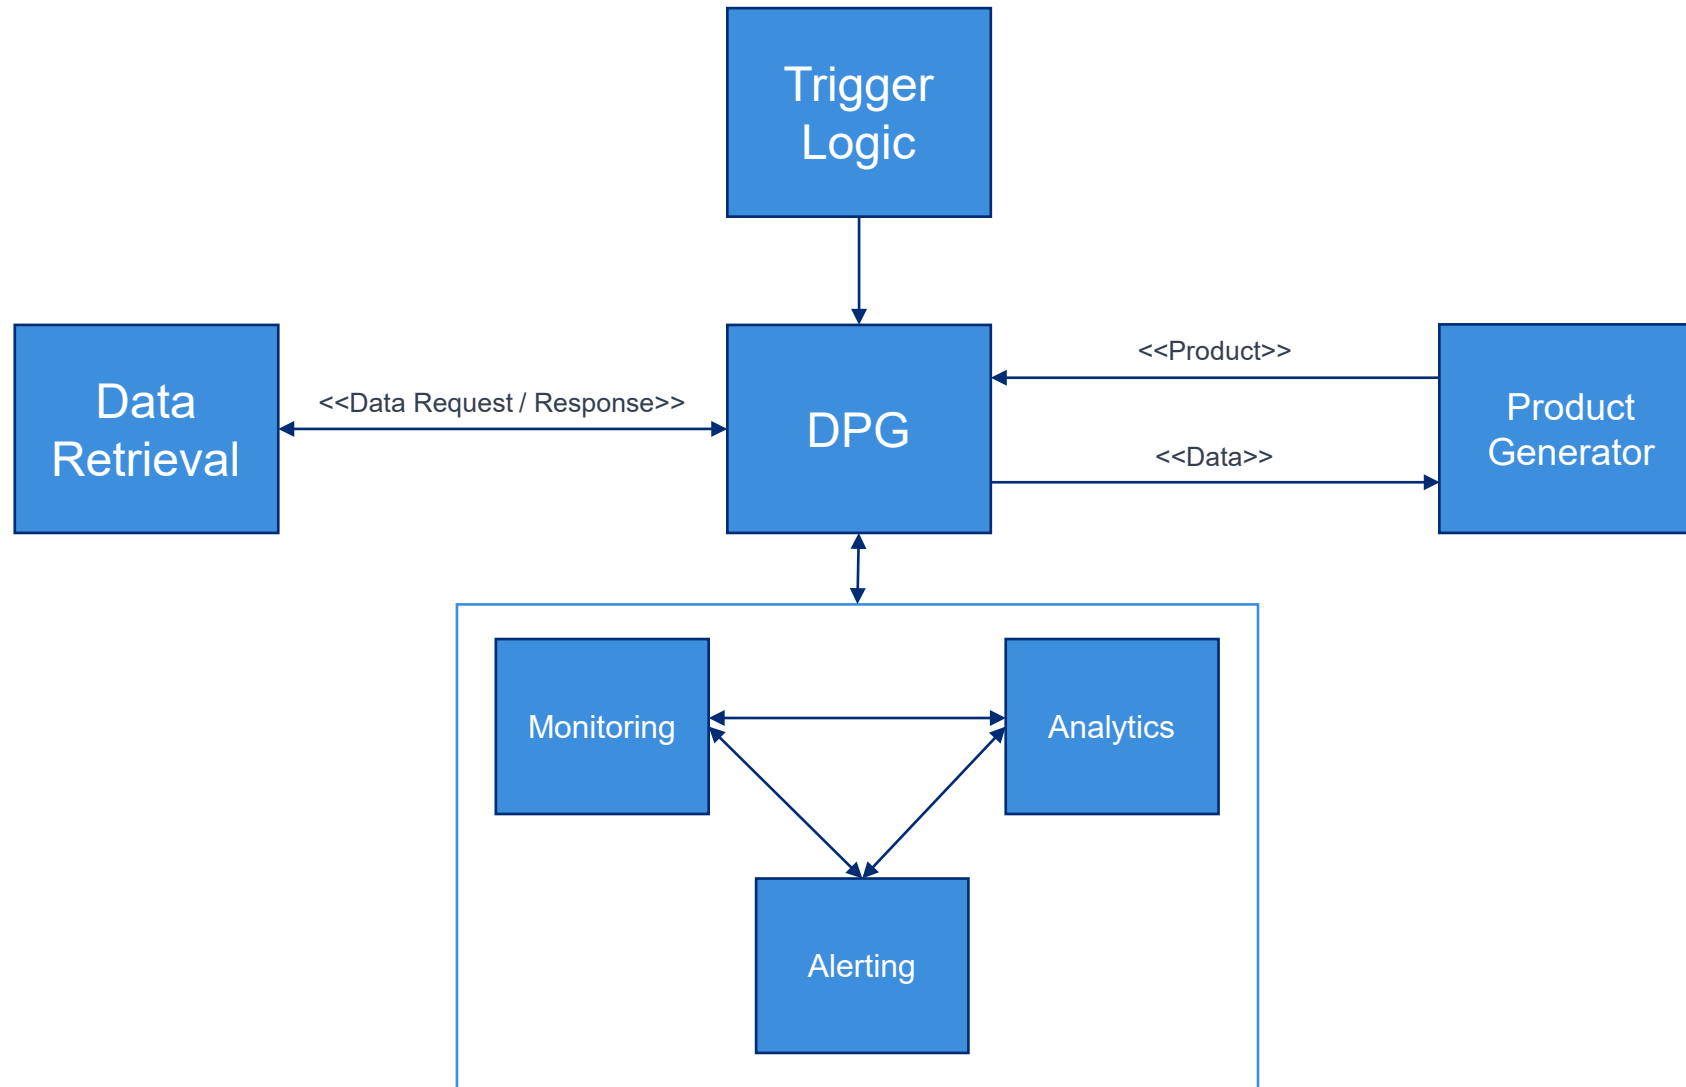 Trigger
Logic
Data
Retrieval
<<Data Request / Response>>
DPG
<<Product>>
<<Data>>
Product
Generator
Monitoring
Analytics
Alerting